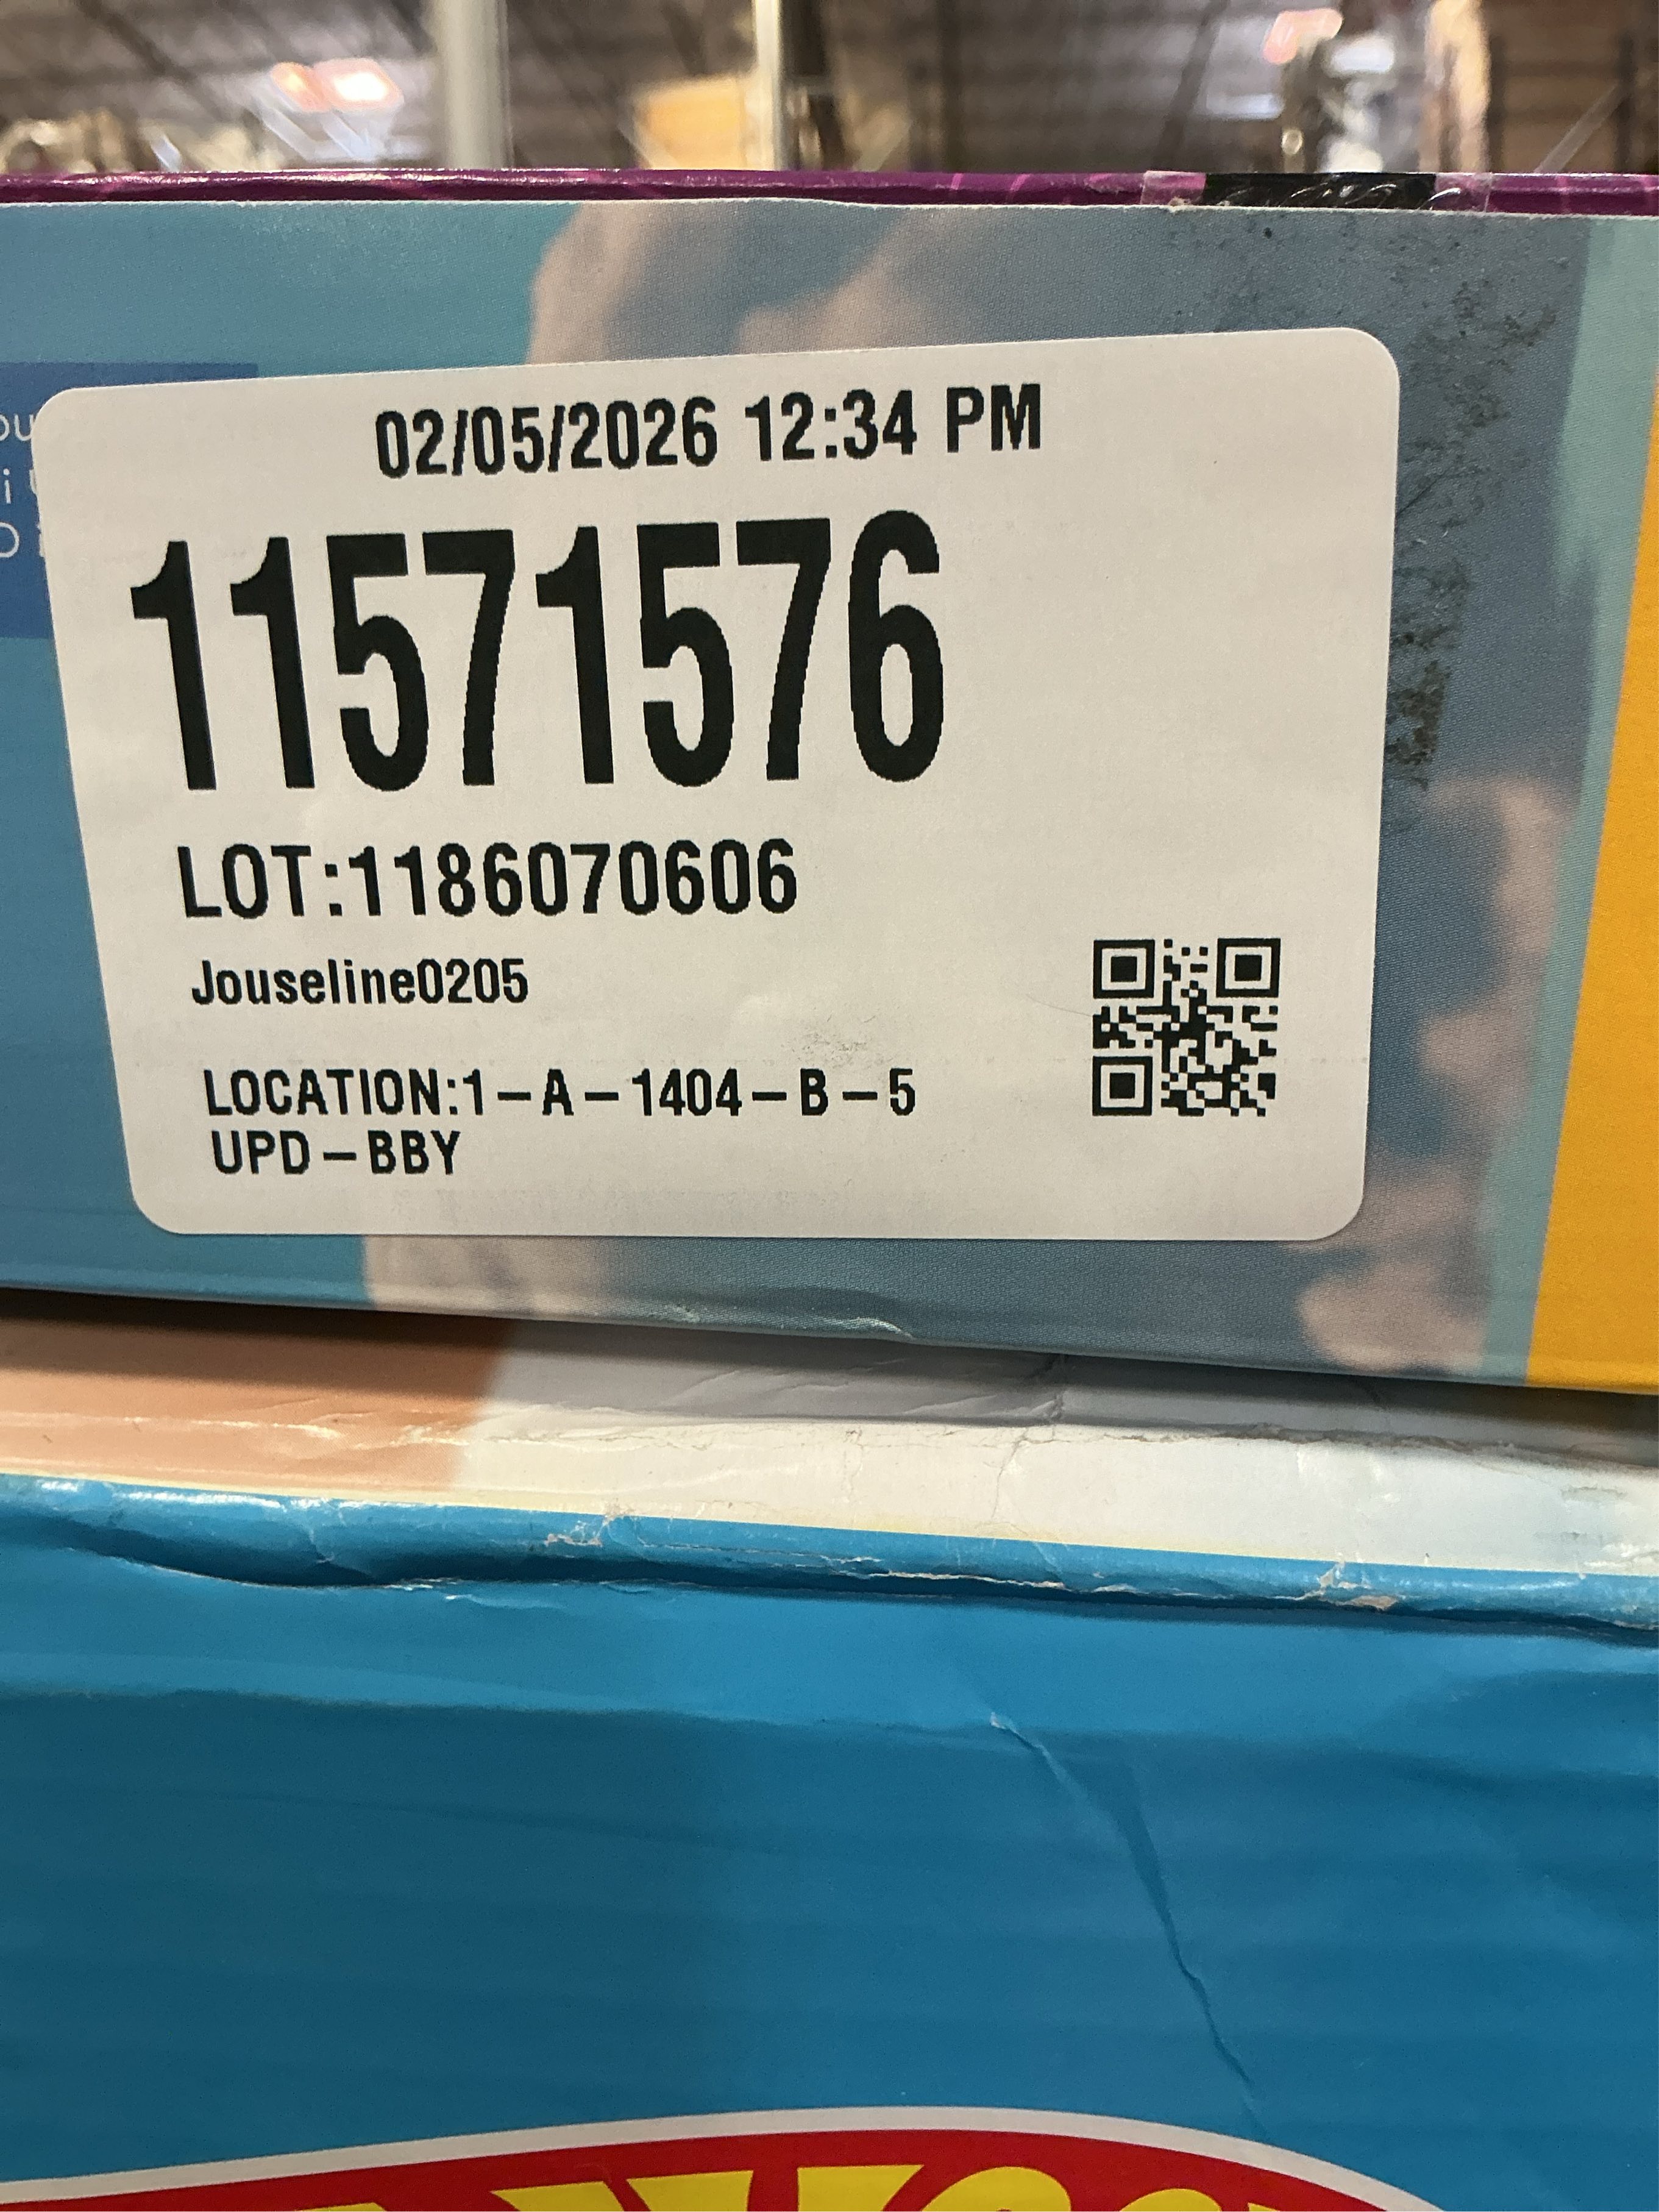 02/05/2026 12:34 PM
11571576
LOT:1186070606
Jouseline0205
LOCATION:1-A-1404-B-5
UPD-BBY